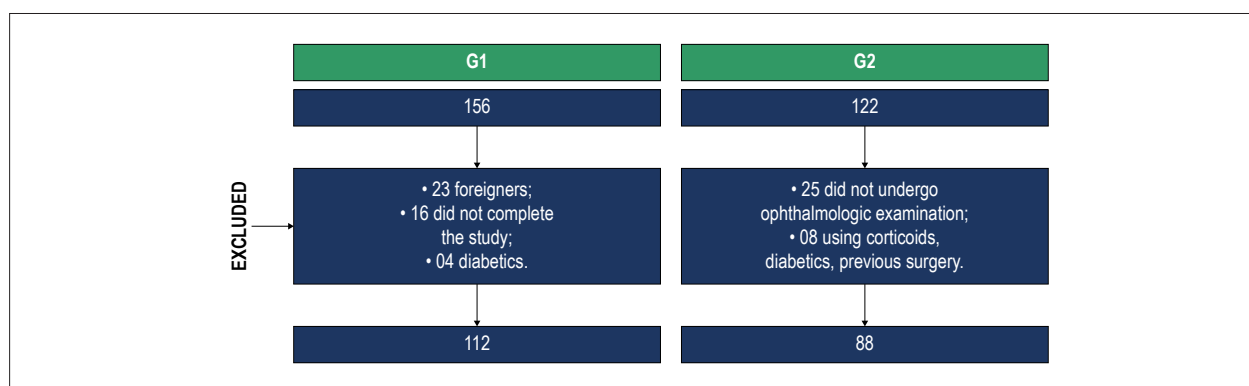 G1
156
EXCLUDED
• 23 foreigners;
• 16 did not complete
the study;
• 04 diabetics.
112
G2
122
• 25 did not undergo
ophthalmologic examination;
• 08 using corticoids,
diabetics, previous surgery.
88